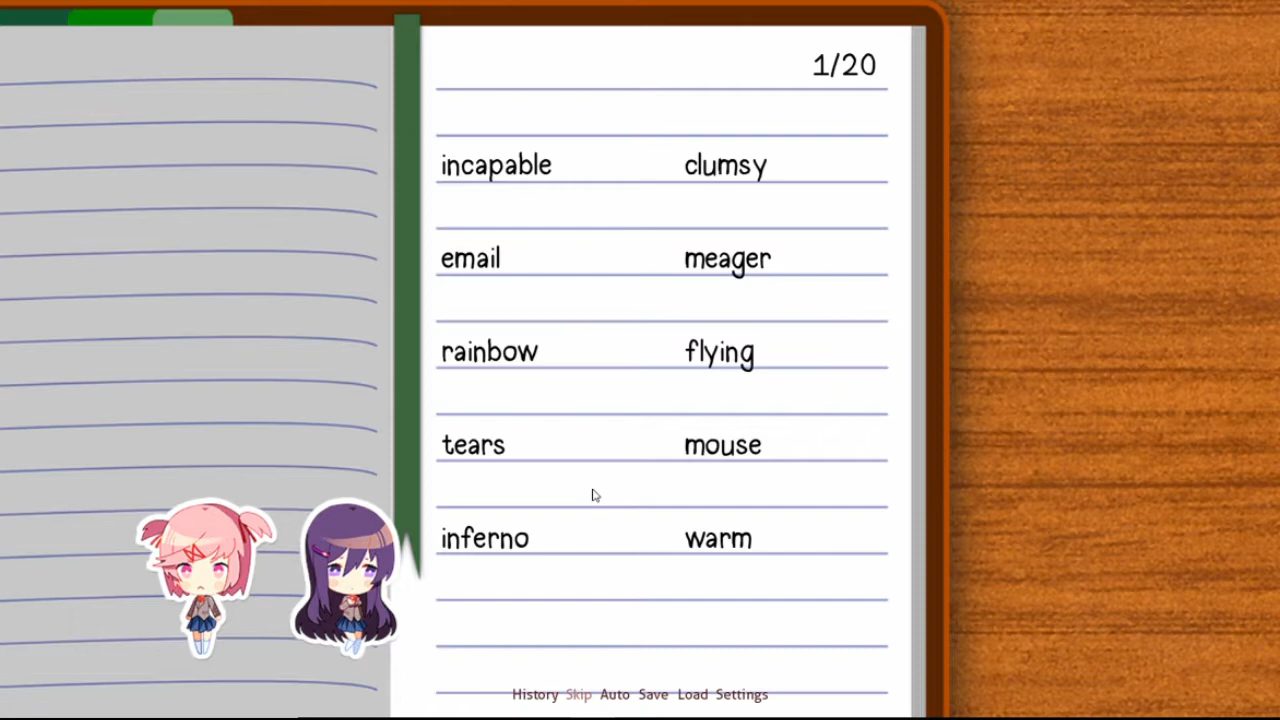 1/20
incapable clumsy
email meager
rainbow flying
tears mouse
inferno warm
History Skip Auto Save Load Settings